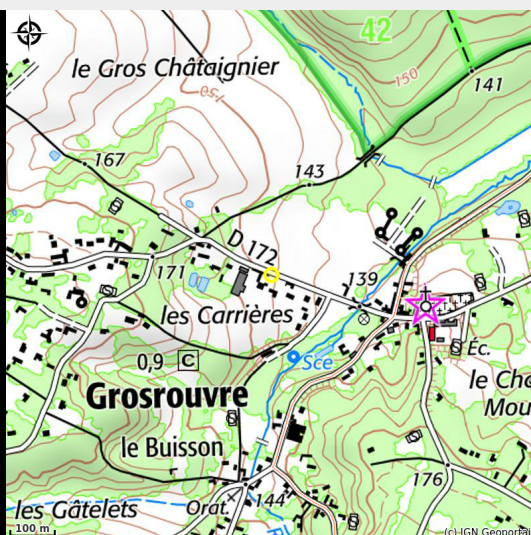 42
le Gros Châtaignier
150
150
141
167
143
D 172
171
139
les Carrières
Éc.
0,9 C
Sce
le Cha
Mou
Grosrouvre
le Buisson
176
les Gâtelets
Orat.
144
100 m
(c) IGN Geoportail